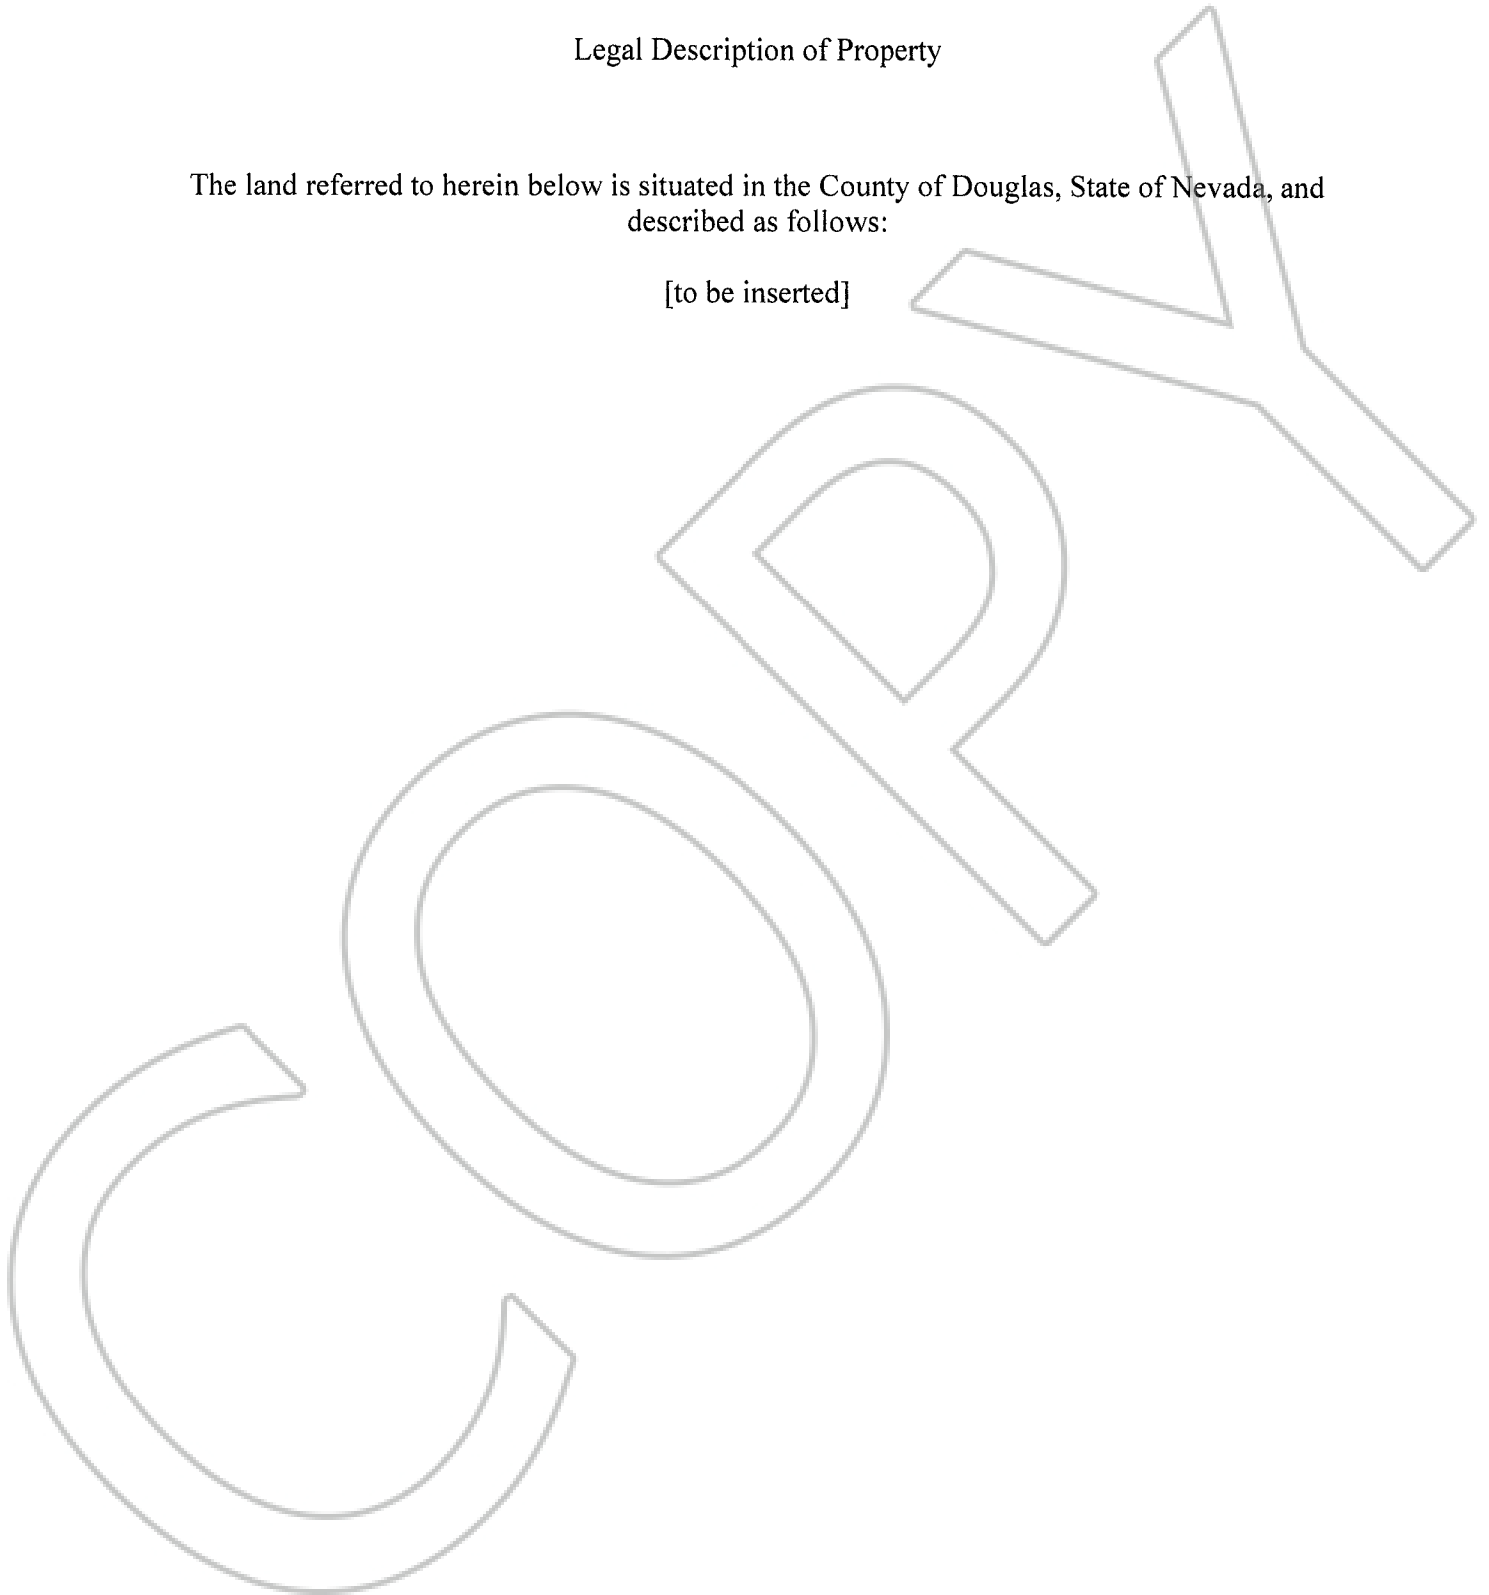 Legal Description of Property
The land referred to herein below is situated in the County of Douglas, State of Nevada, and
described as follows:
[to be inserted]
COPY